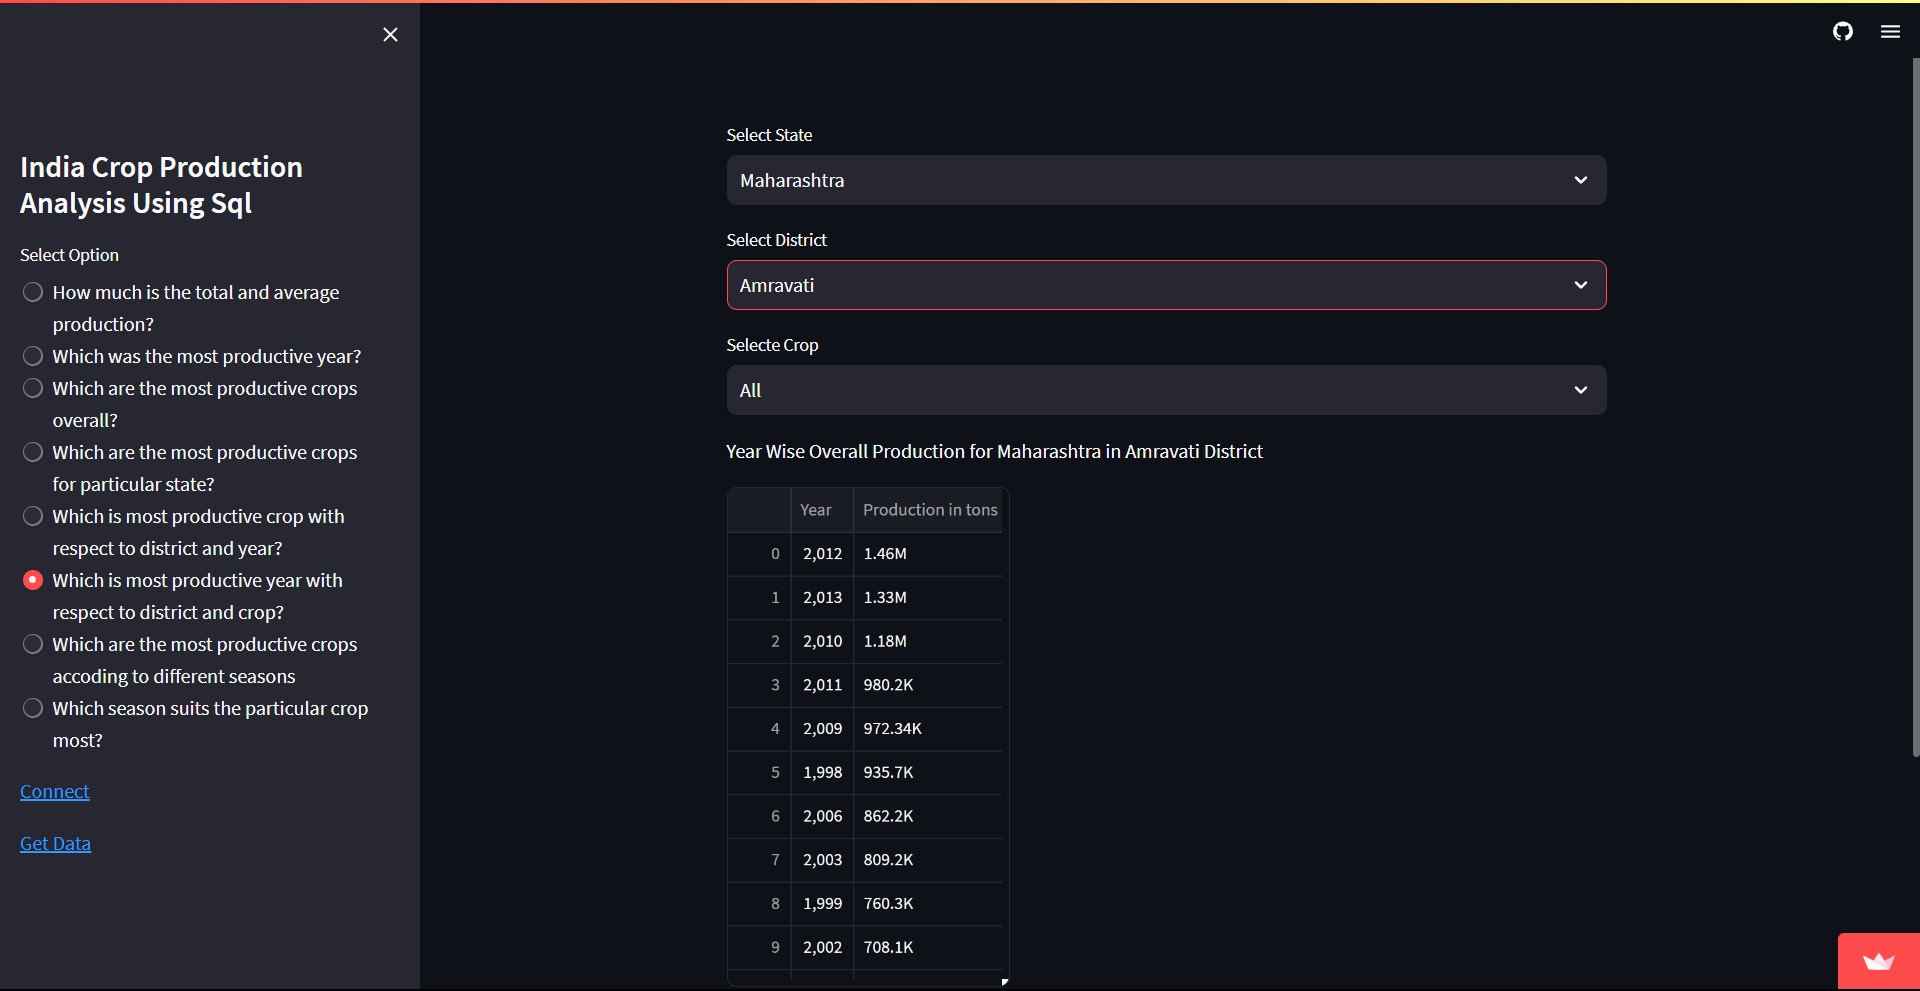 India Crop Production
Analysis Using Sql
Select Option
How much is the total and average
production?
Which was the most productive year?
Which are the most productive crops
overall?
Which are the most productive crops
for particular state?
Which is most productive crop with
respect to district and year?
Which is most productive year with
respect to district and crop?
Which are the most productive crops
accoding to different seasons
Which season suits the particular crop
most?
Connect
Get Data
Select State
Maharashtra
Select District
Amravati
Selecte Crop
All
Year Wise Overall Production for Maharashtra in Amravati District
Year Production in tons
0 2,012 1.46M
1 2,013 1.33M
2 2,010 1.18M
3 2,011 980.2K
4 2,009 972.34K
5 1,998 935.7K
6 2,006 862.2K
7 2,003 809.2K
8 1,999 760.3K
9 2,002 708.1K